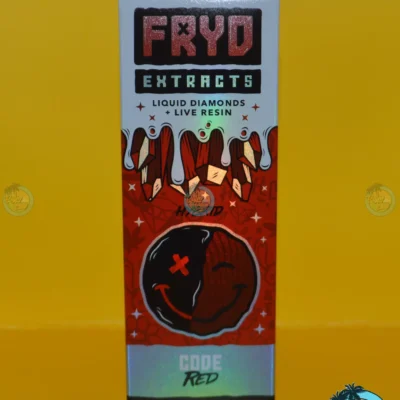 FRYD
EXTRACTS
LIQUID DIAMONDS
+ LIVE RESIN
HYBRID
CODE
RED